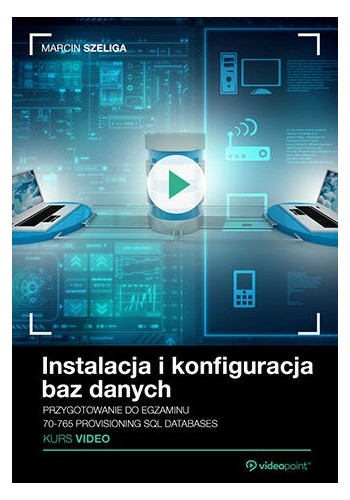 MARCIN SZELIGA
Instalacja i konfiguracja
baz danych
PRZYGOTOWANIE DO EGZAMINU
70-765 PROVISIONING SQL DATABASES
KURS VIDEO
videopoint